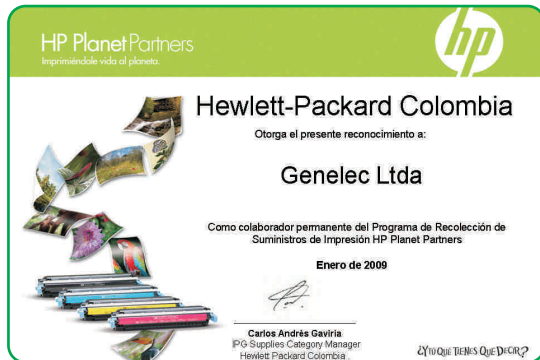 HP Planet Partners
Imprimiéndole vida al planeta.
hp
Hewlett-Packard Colombia
Otorga el presente reconocimiento a:
Genelec Ltda
Como colaborador permanente del Programa de Recolección de
Suministros de Impresión HP Planet Partners
Enero de 2009
Carlos Andrés Gaviria
IPG Supplies Category Manager
Hewlett Packard Colombia
¿Y TÚ QUE TIENES QUE DECIR?